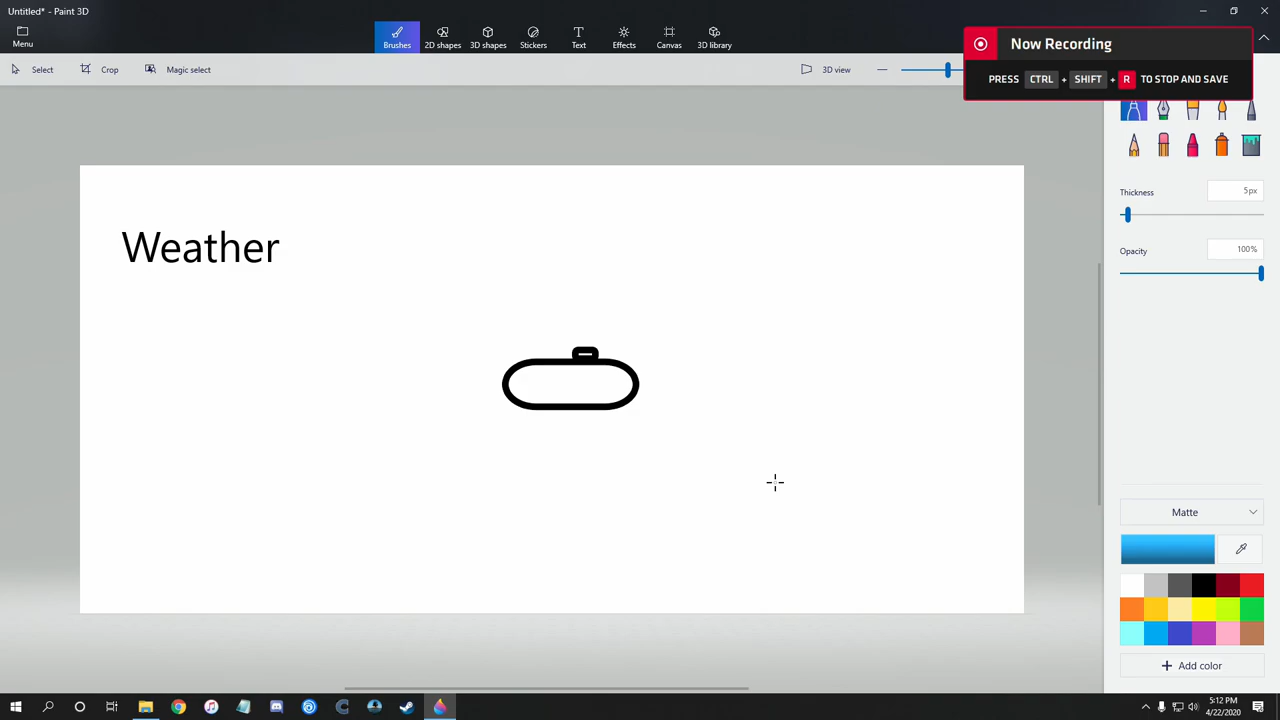 Untitled* - Paint 3D
Menu
Brushes
2D shapes
3D shapes
Stickers
Text
Effects
Canvas
3D library
Now Recording
PRESS CTRL + SHIFT + R TO STOP AND SAVE
Select
Crop
Magic select
3D view
Thickness
5px
Opacity
100%
Weather
Matte
Add color
5:12 PM
4/22/2020